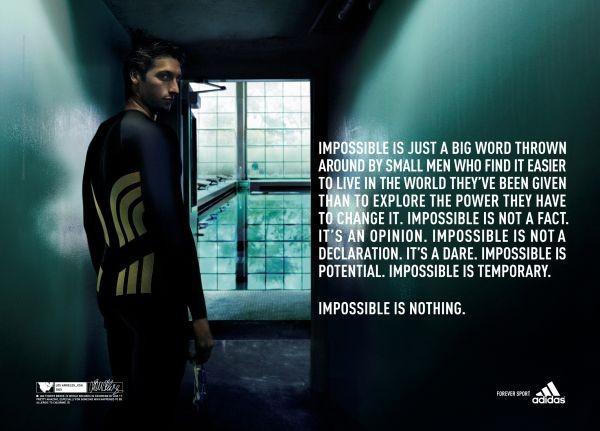 IMPOSSIBLE IS JUST A BIG WORD THROWN
AROUND BY SMALL MEN WHO FIND IT EASIER
TO LIVE IN THE WORLD THEY'VE BEEN GIVEN
THAN TO EXPLORE THE POWER THEY HAVE
TO CHANGE IT. IMPOSSIBLE IS NOT A FACT.
IT'S AN OPINION. IMPOSSIBLE IS NOT A
DECLARATION. IT'S A DARE. IMPOSSIBLE IS
POTENTIAL. IMPOSSIBLE IS TEMPORARY.
IMPOSSIBLE IS NOTHING.
FOREVER SPORT
adidas